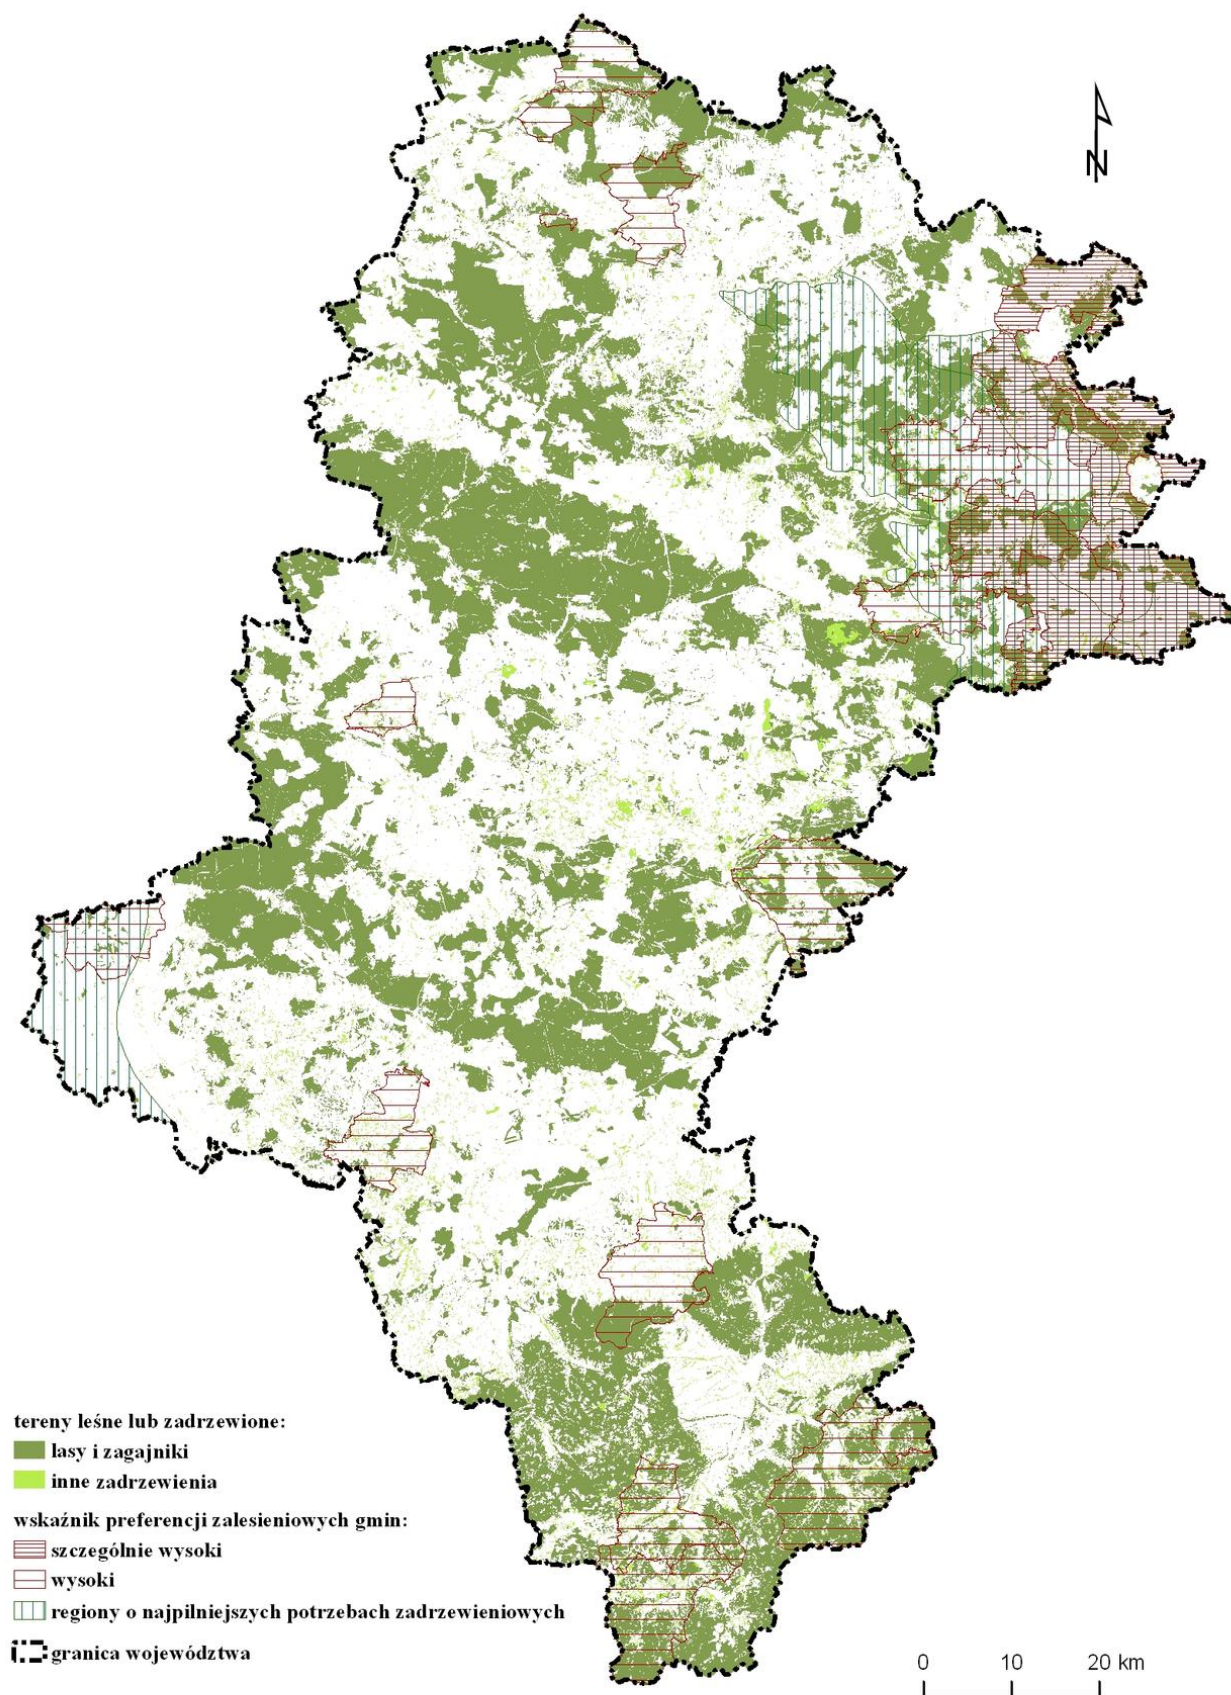 N
tereny leśne lub zadrzewione:
lasy i zagajniki
inne zadrzewienia
wskaźnik preferencji zalesieniowych gmin:
szczególnie wysoki
wysoki
regiony o najpilniejszych potrzebach zadrzewieniowych
granica województwa
0 10 20 km